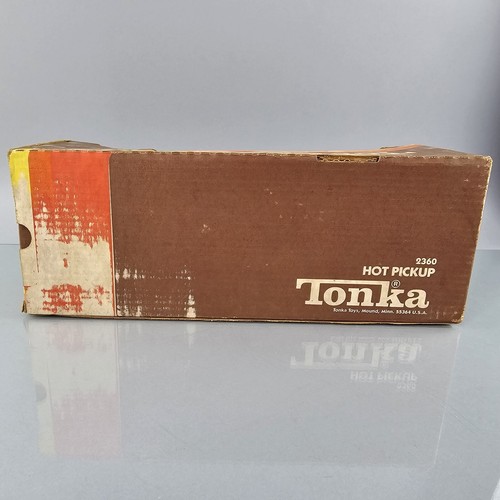 2360
HOT PICKUP
Tonka®
Tonka Toys, Mound, Minn. 55364 U.S.A.